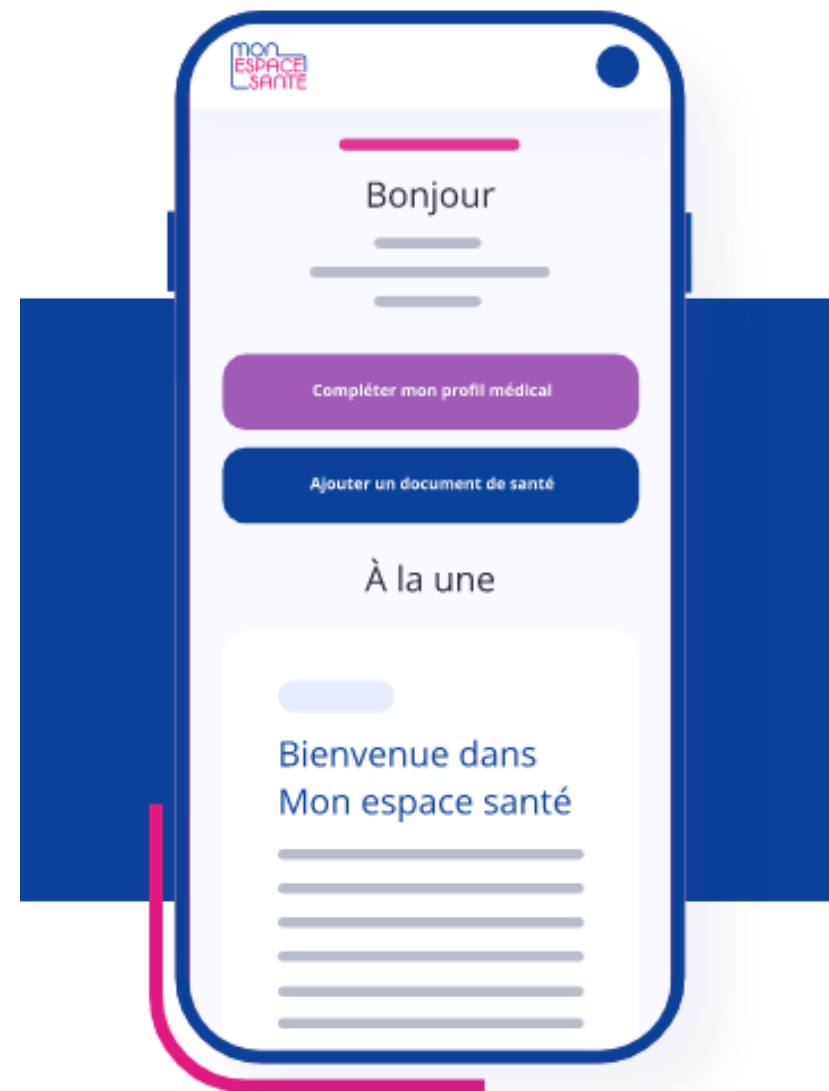 MON
ESPACE
SANTÉ
Bonjour
Compléter mon profil médical
Ajouter un document de santé
À la une
Bienvenue dans
Mon espace santé